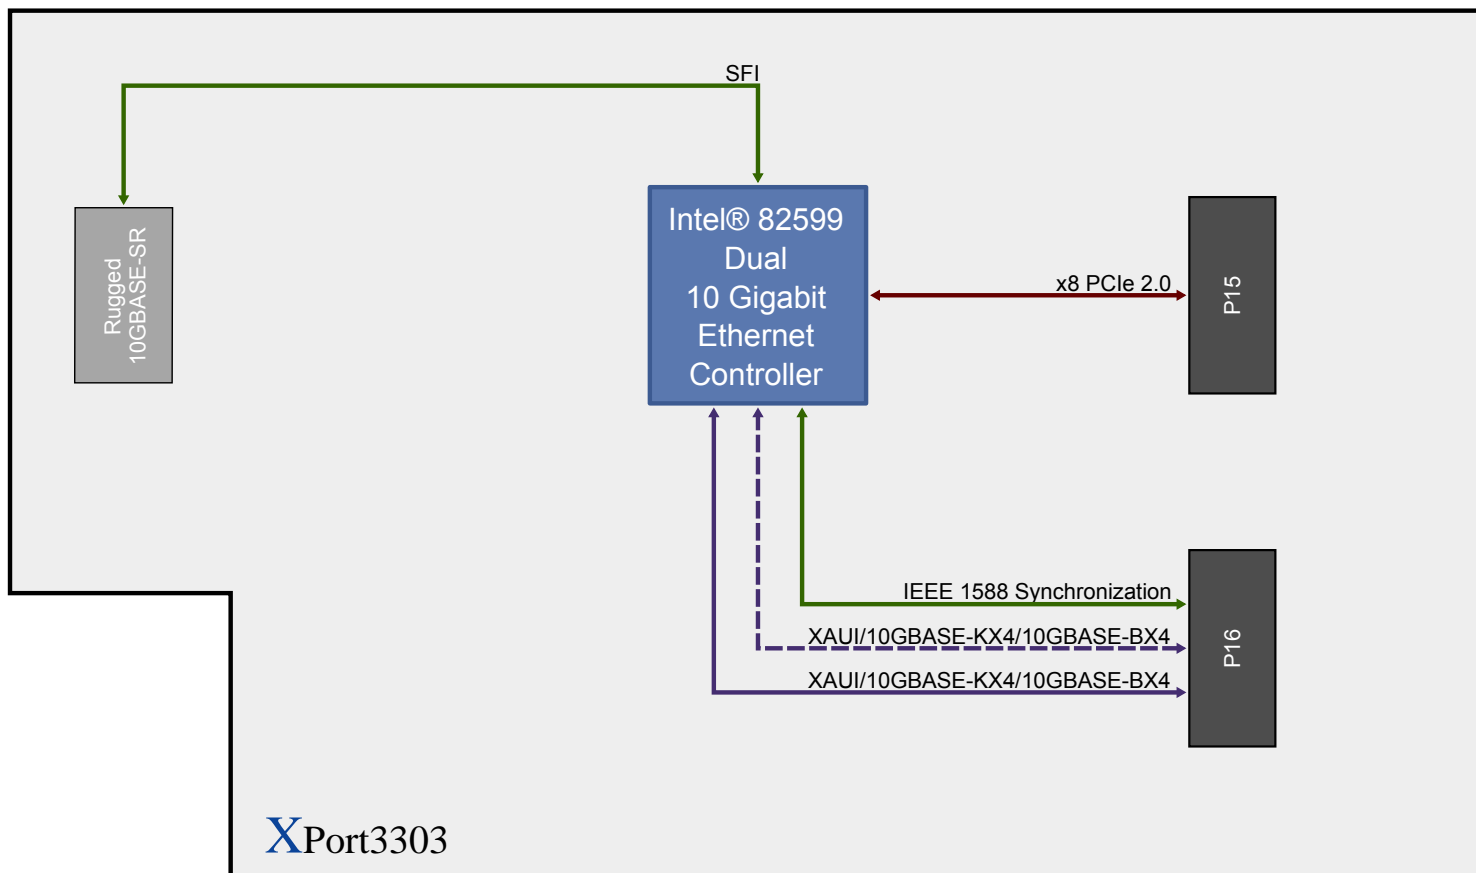 SFI
Rugged
10GBASE-SR
Intel® 82599
Dual
10 Gigabit
Ethernet
Controller
x8 PCIe 2.0
P15
IEEE 1588 Synchronization
XAUI/10GBASE-KX4/10GBASE-BX4
XAUI/10GBASE-KX4/10GBASE-BX4
P16
XPort3303